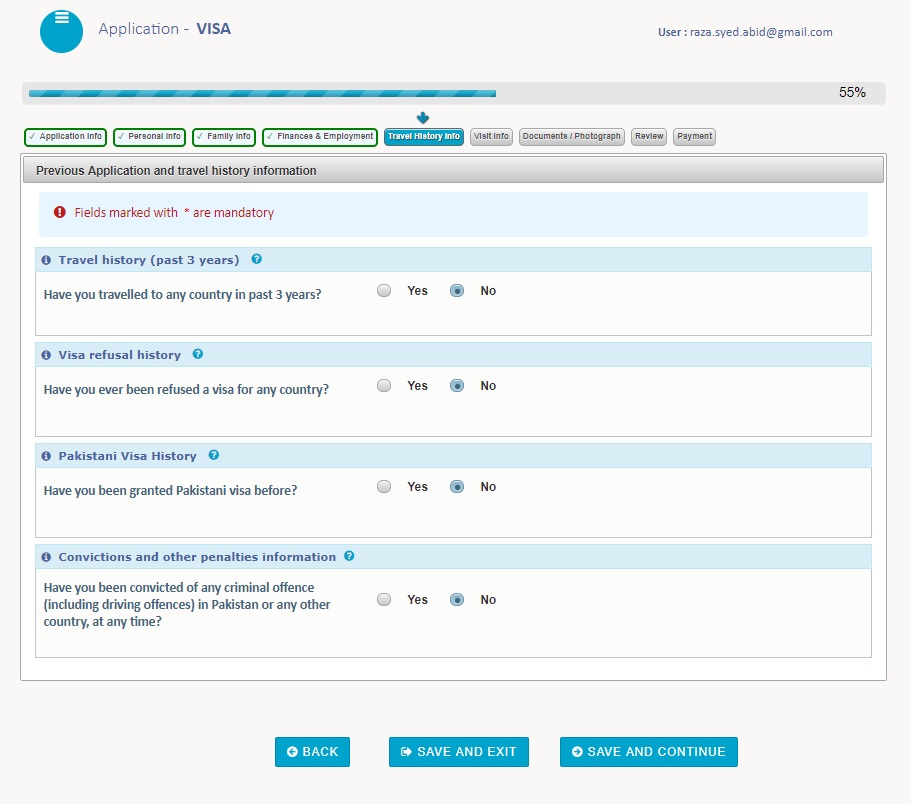 Application - VISA
User : raza.syed.abid@gmail.com
55%
✓ Application Info ✓ Personal Info ✓ Family Info ✓ Finances & Employment Travel History Info Visit Info Documents / Photograph Review Payment
Previous Application and travel history information
Fields marked with * are mandatory
Travel history (past 3 years)
Have you travelled to any country in past 3 years? Yes No
Visa refusal history
Have you ever been refused a visa for any country? Yes No
Pakistani Visa History
Have you been granted Pakistani visa before? Yes No
Convictions and other penalties information
Have you been convicted of any criminal offence
(including driving offences) in Pakistan or any other Yes No
country, at any time?
BACK SAVE AND EXIT SAVE AND CONTINUE